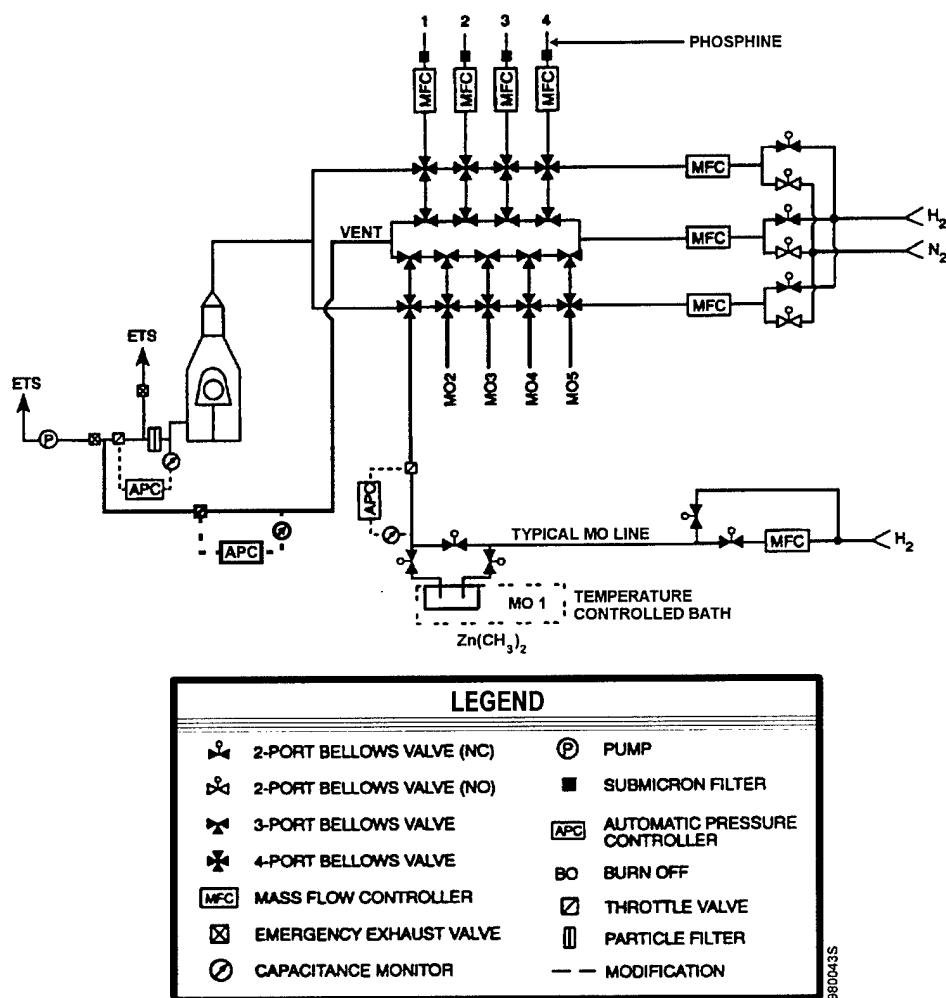 1 2 3 4
PHOSPHINE
MFC MFC MFC MFC
MFC
H2
VENT
MFC
N2
MFC
ETS
ETS
MO2 MO3 MO4 MO5
P
APC
APC
APC
TYPICAL MO LINE
MFC
H2
MO 1
TEMPERATURE
CONTROLLED BATH
Zn(CH3)2
LEGEND
2-PORT BELLOWS VALVE (NC)
2-PORT BELLOWS VALVE (NO)
3-PORT BELLOWS VALVE
4-PORT BELLOWS VALVE
MFC MASS FLOW CONTROLLER
EMERGENCY EXHAUST VALVE
CAPACITANCE MONITOR
P PUMP
SUBMICRON FILTER
APC AUTOMATIC PRESSURE
CONTROLLER
BO BURN OFF
THROTTLE VALVE
PARTICLE FILTER
MODIFICATION
980043S